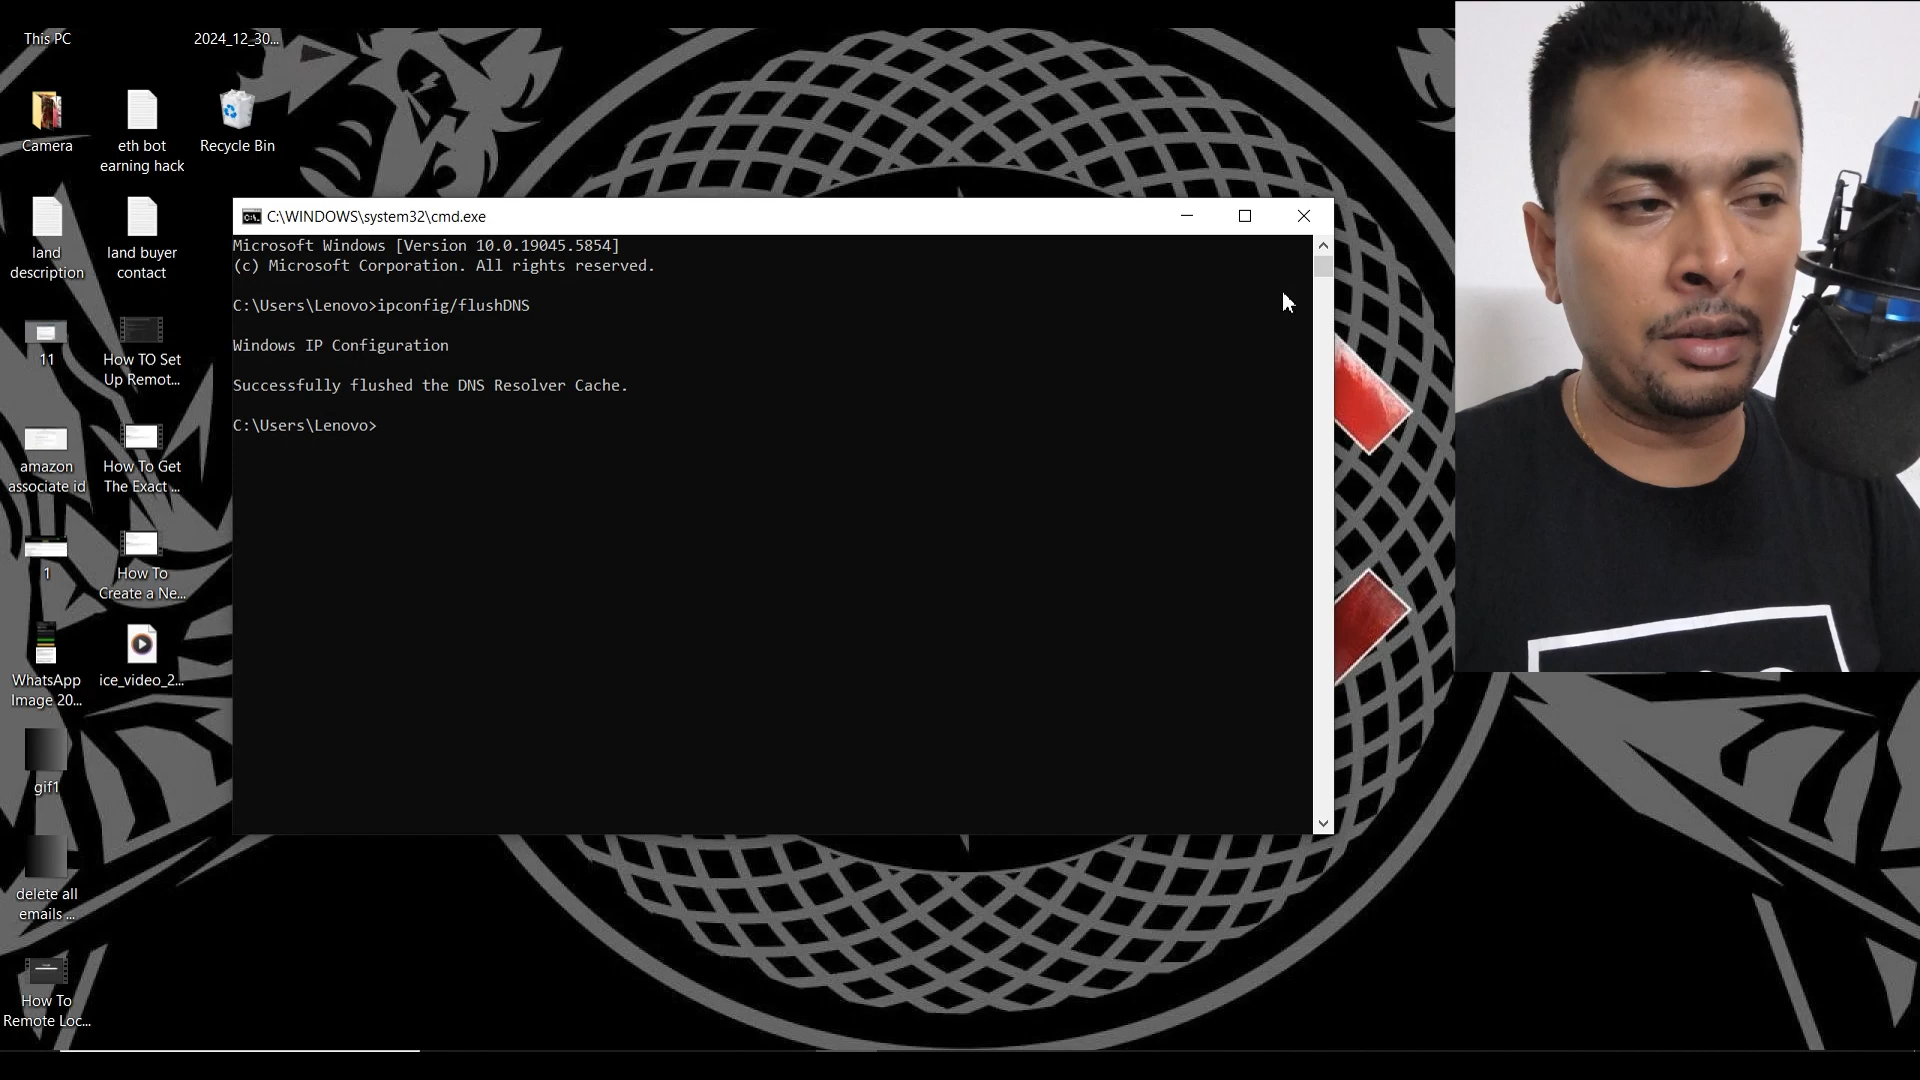 This PC
2024_12_30...
Camera
eth bot
earning hack
Recycle Bin
land
description
land buyer
contact
11
How TO Set
Up Remot...
amazon
associate id
How To Get
The Exact ...
1
How To
Create a Ne...
WhatsApp
Image 20...
ice_video_2...
gif1
delete all
emails ...
How To
Remote Loc...
C:\WINDOWS\system32\cmd.exe
Microsoft Windows [Version 10.0.19045.5854]
(c) Microsoft Corporation. All rights reserved.
C:\Users\Lenovo>ipconfig/flushDNS
Windows IP Configuration
Successfully flushed the DNS Resolver Cache.
C:\Users\Lenovo>